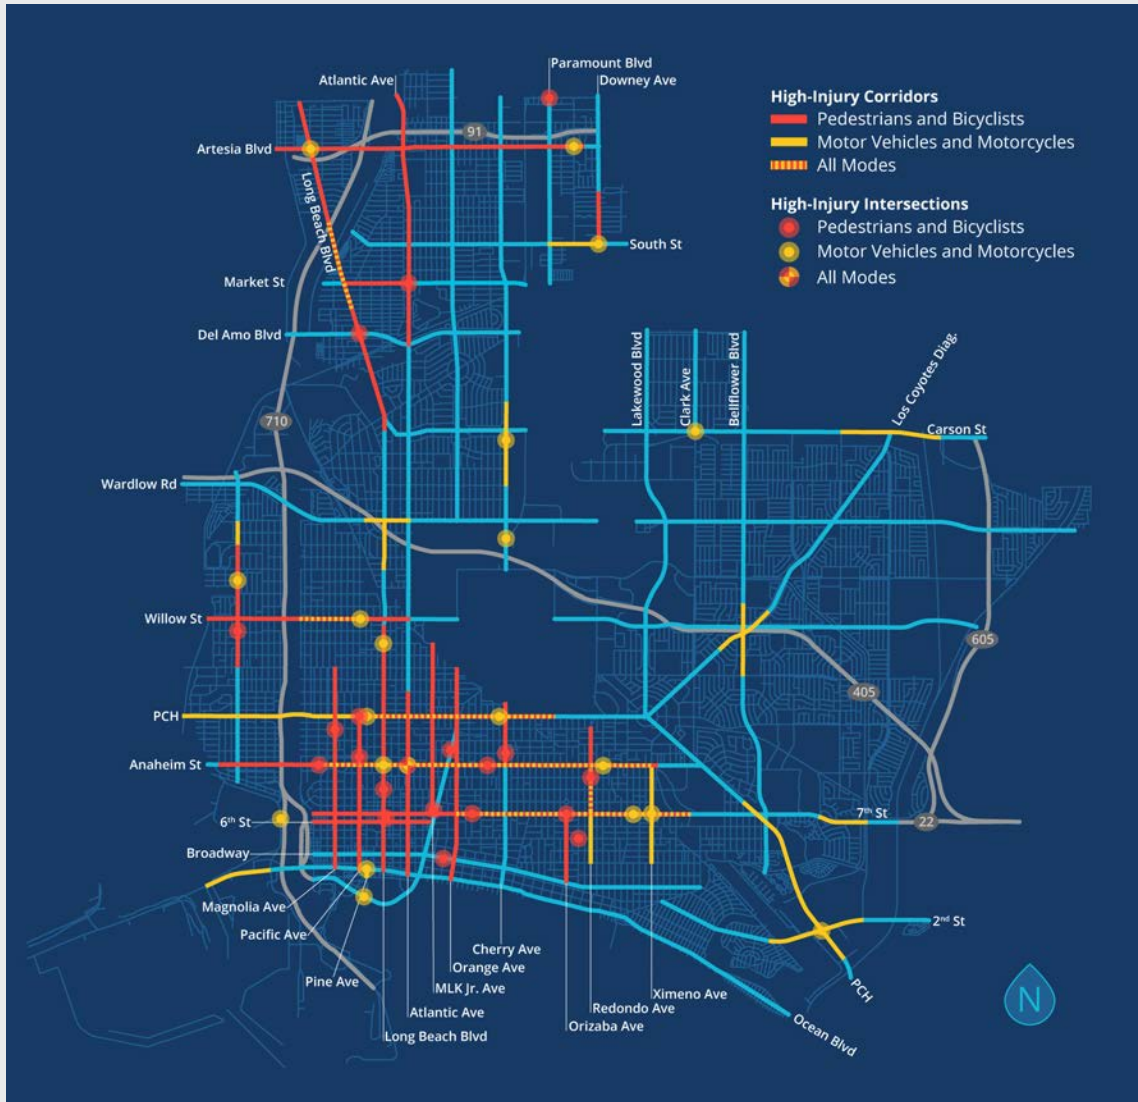 Paramount Blvd
Atlantic Ave
Downey Ave
High-Injury Corridors
Pedestrians and Bicyclists
Motor Vehicles and Motorcycles
All Modes
91
Artesia Blvd
Long Beach Blvd
High-Injury Intersections
Pedestrians and Bicyclists
Motor Vehicles and Motorcycles
All Modes
South St
Market St
Del Amo Blvd
Lakewood Blvd
Clark Ave
Bellflower Blvd
Los Coyotes Diag.
Carson St
710
Wardlow Rd
Willow St
605
405
PCH
Anaheim St
6th St
7th St
22
Broadway
Magnolia Ave
2nd St
Pacific Ave
Cherry Ave
Orange Ave
Pine Ave
MLK Jr. Ave
Ximeno Ave
PCH
Redondo Ave
Atlantic Ave
Orizaba Ave
Ocean Blvd
Long Beach Blvd
N